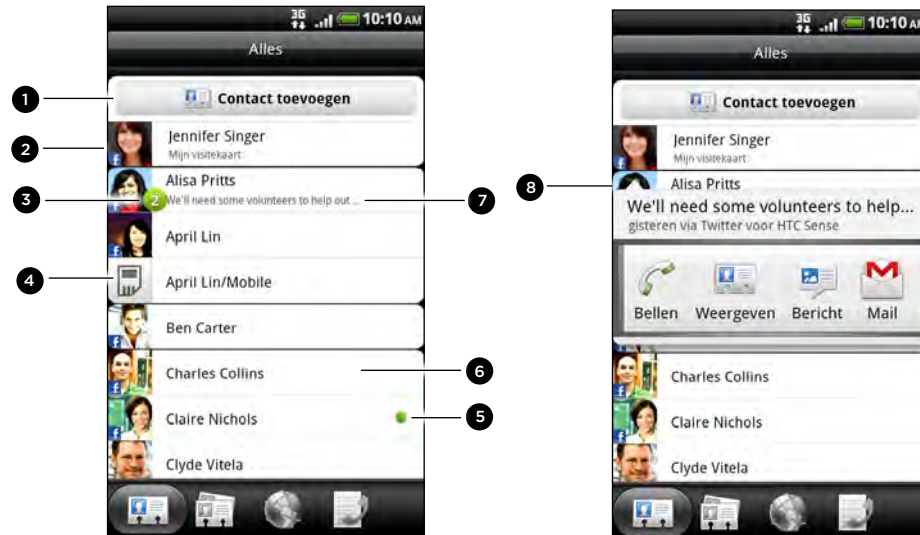 3G
10:10 AM
Alles
1
Contact toevoegen
2
Jennifer Singer
Mijn visitekaart
Alisa Pritts
3
2
We'll need some volunteers to help out ...
7
April Lin
4
April Lin/Mobile
Ben Carter
Charles Collins
6
Claire Nichols
5
Clyde Vitela
3G
10:10 AM
Alles
Contact toevoegen
Jennifer Singer
Mijn visitekaart
8
Alisa Pritts
We'll need some volunteers to help...
gisteren via Twitter voor HTC Sense
Bellen Weergeven Bericht Mail
Charles Collins
Claire Nichols
Clyde Vitela